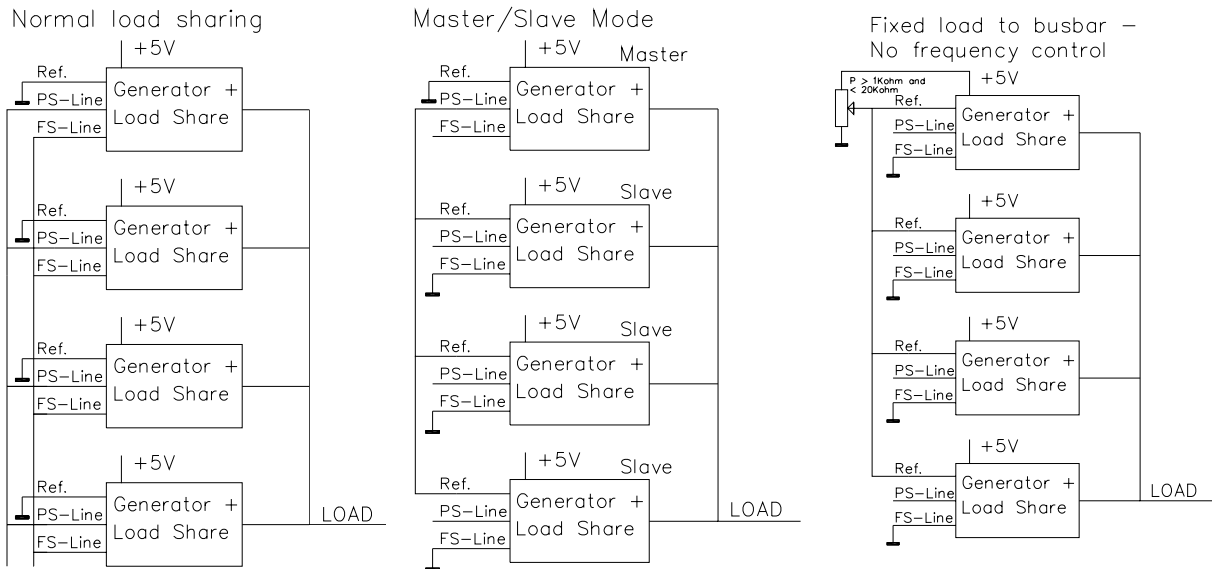 Normal load sharing
+5V
Ref.
PS-Line
FS-Line
Generator +
Load Share
+5V
Ref.
PS-Line
FS-Line
Generator +
Load Share
+5V
Ref.
PS-Line
FS-Line
Generator +
Load Share
+5V
Ref.
PS-Line
FS-Line
Generator +
Load Share
LOAD
Master/Slave Mode
+5V
Master
Ref.
PS-Line
FS-Line
Generator +
Load Share
+5V
Slave
Ref.
PS-Line
FS-Line
Generator +
Load Share
+5V
Slave
Ref.
PS-Line
FS-Line
Generator +
Load Share
+5V
Slave
Ref.
PS-Line
FS-Line
Generator +
Load Share
LOAD
Fixed load to busbar –
No frequency control
P > 1Kohm and
< 20Kohm
+5V
Ref.
PS-Line
FS-Line
Generator +
Load Share
+5V
Ref.
PS-Line
FS-Line
Generator +
Load Share
+5V
Ref.
PS-Line
FS-Line
Generator +
Load Share
+5V
Ref.
PS-Line
FS-Line
Generator +
Load Share
LOAD